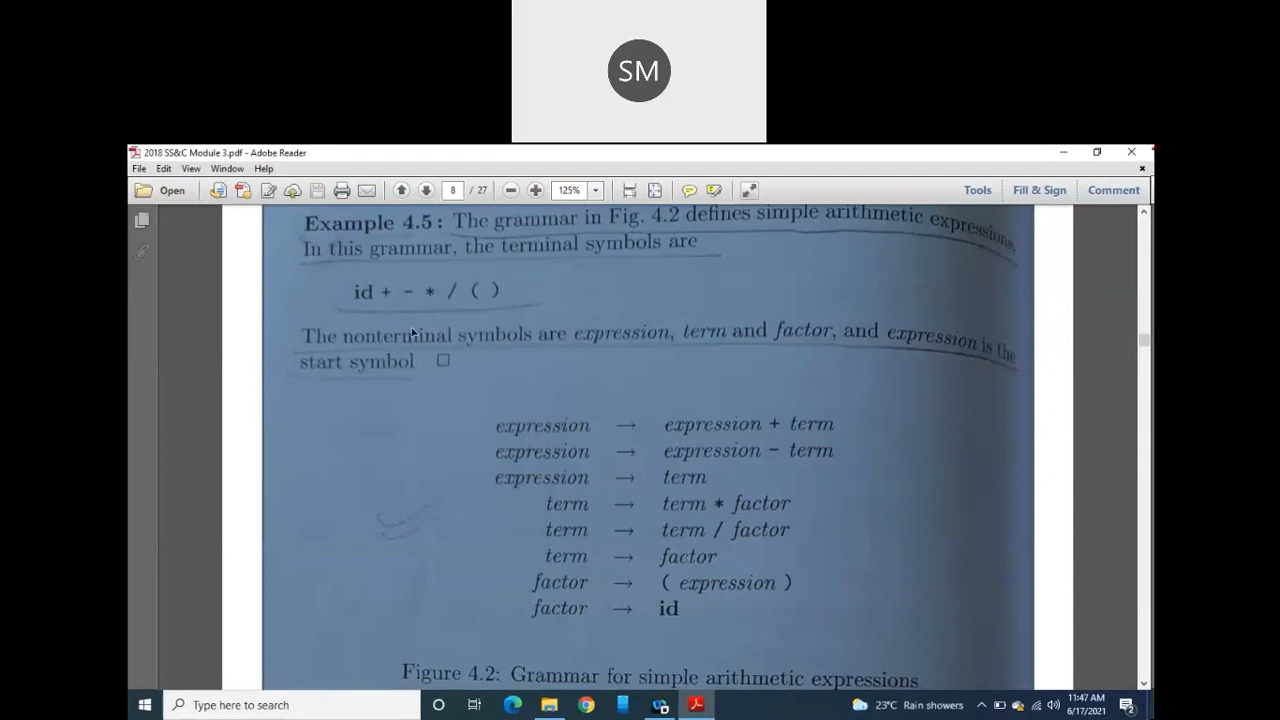 SM
2018 SS&C Module 3.pdf - Adobe Reader
File Edit View Window Help
Open 8 / 27 125% Tools Fill & Sign Comment
Example 4.5 : The grammar in Fig. 4.2 defines simple arithmetic expressions.
In this grammar, the terminal symbols are
id + - * / ( )
The nonterminal symbols are expression, term and factor, and expression is the
start symbol □
expression → expression + term
expression → expression - term
expression → term
term → term * factor
term → term / factor
term → factor
factor → ( expression )
factor → id
Figure 4.2: Grammar for simple arithmetic expressions
Type here to search 23°C Rain showers 11:47 AM
6/17/2021 2